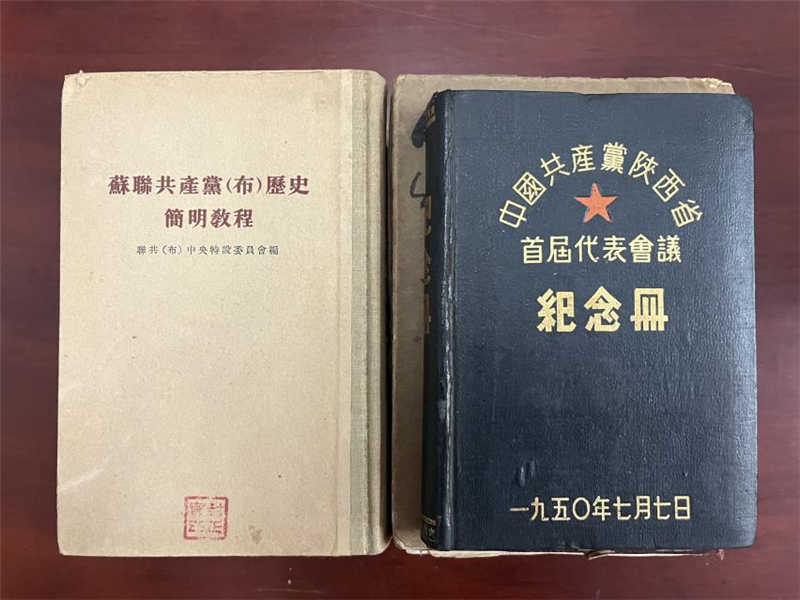 蘇聯共產黨(布)歷史
簡明教程
聯共(布)中央特設委員會編
中國共產黨陝西省
首屆代表會議
紀念冊
一九五〇年七月七日
念冊